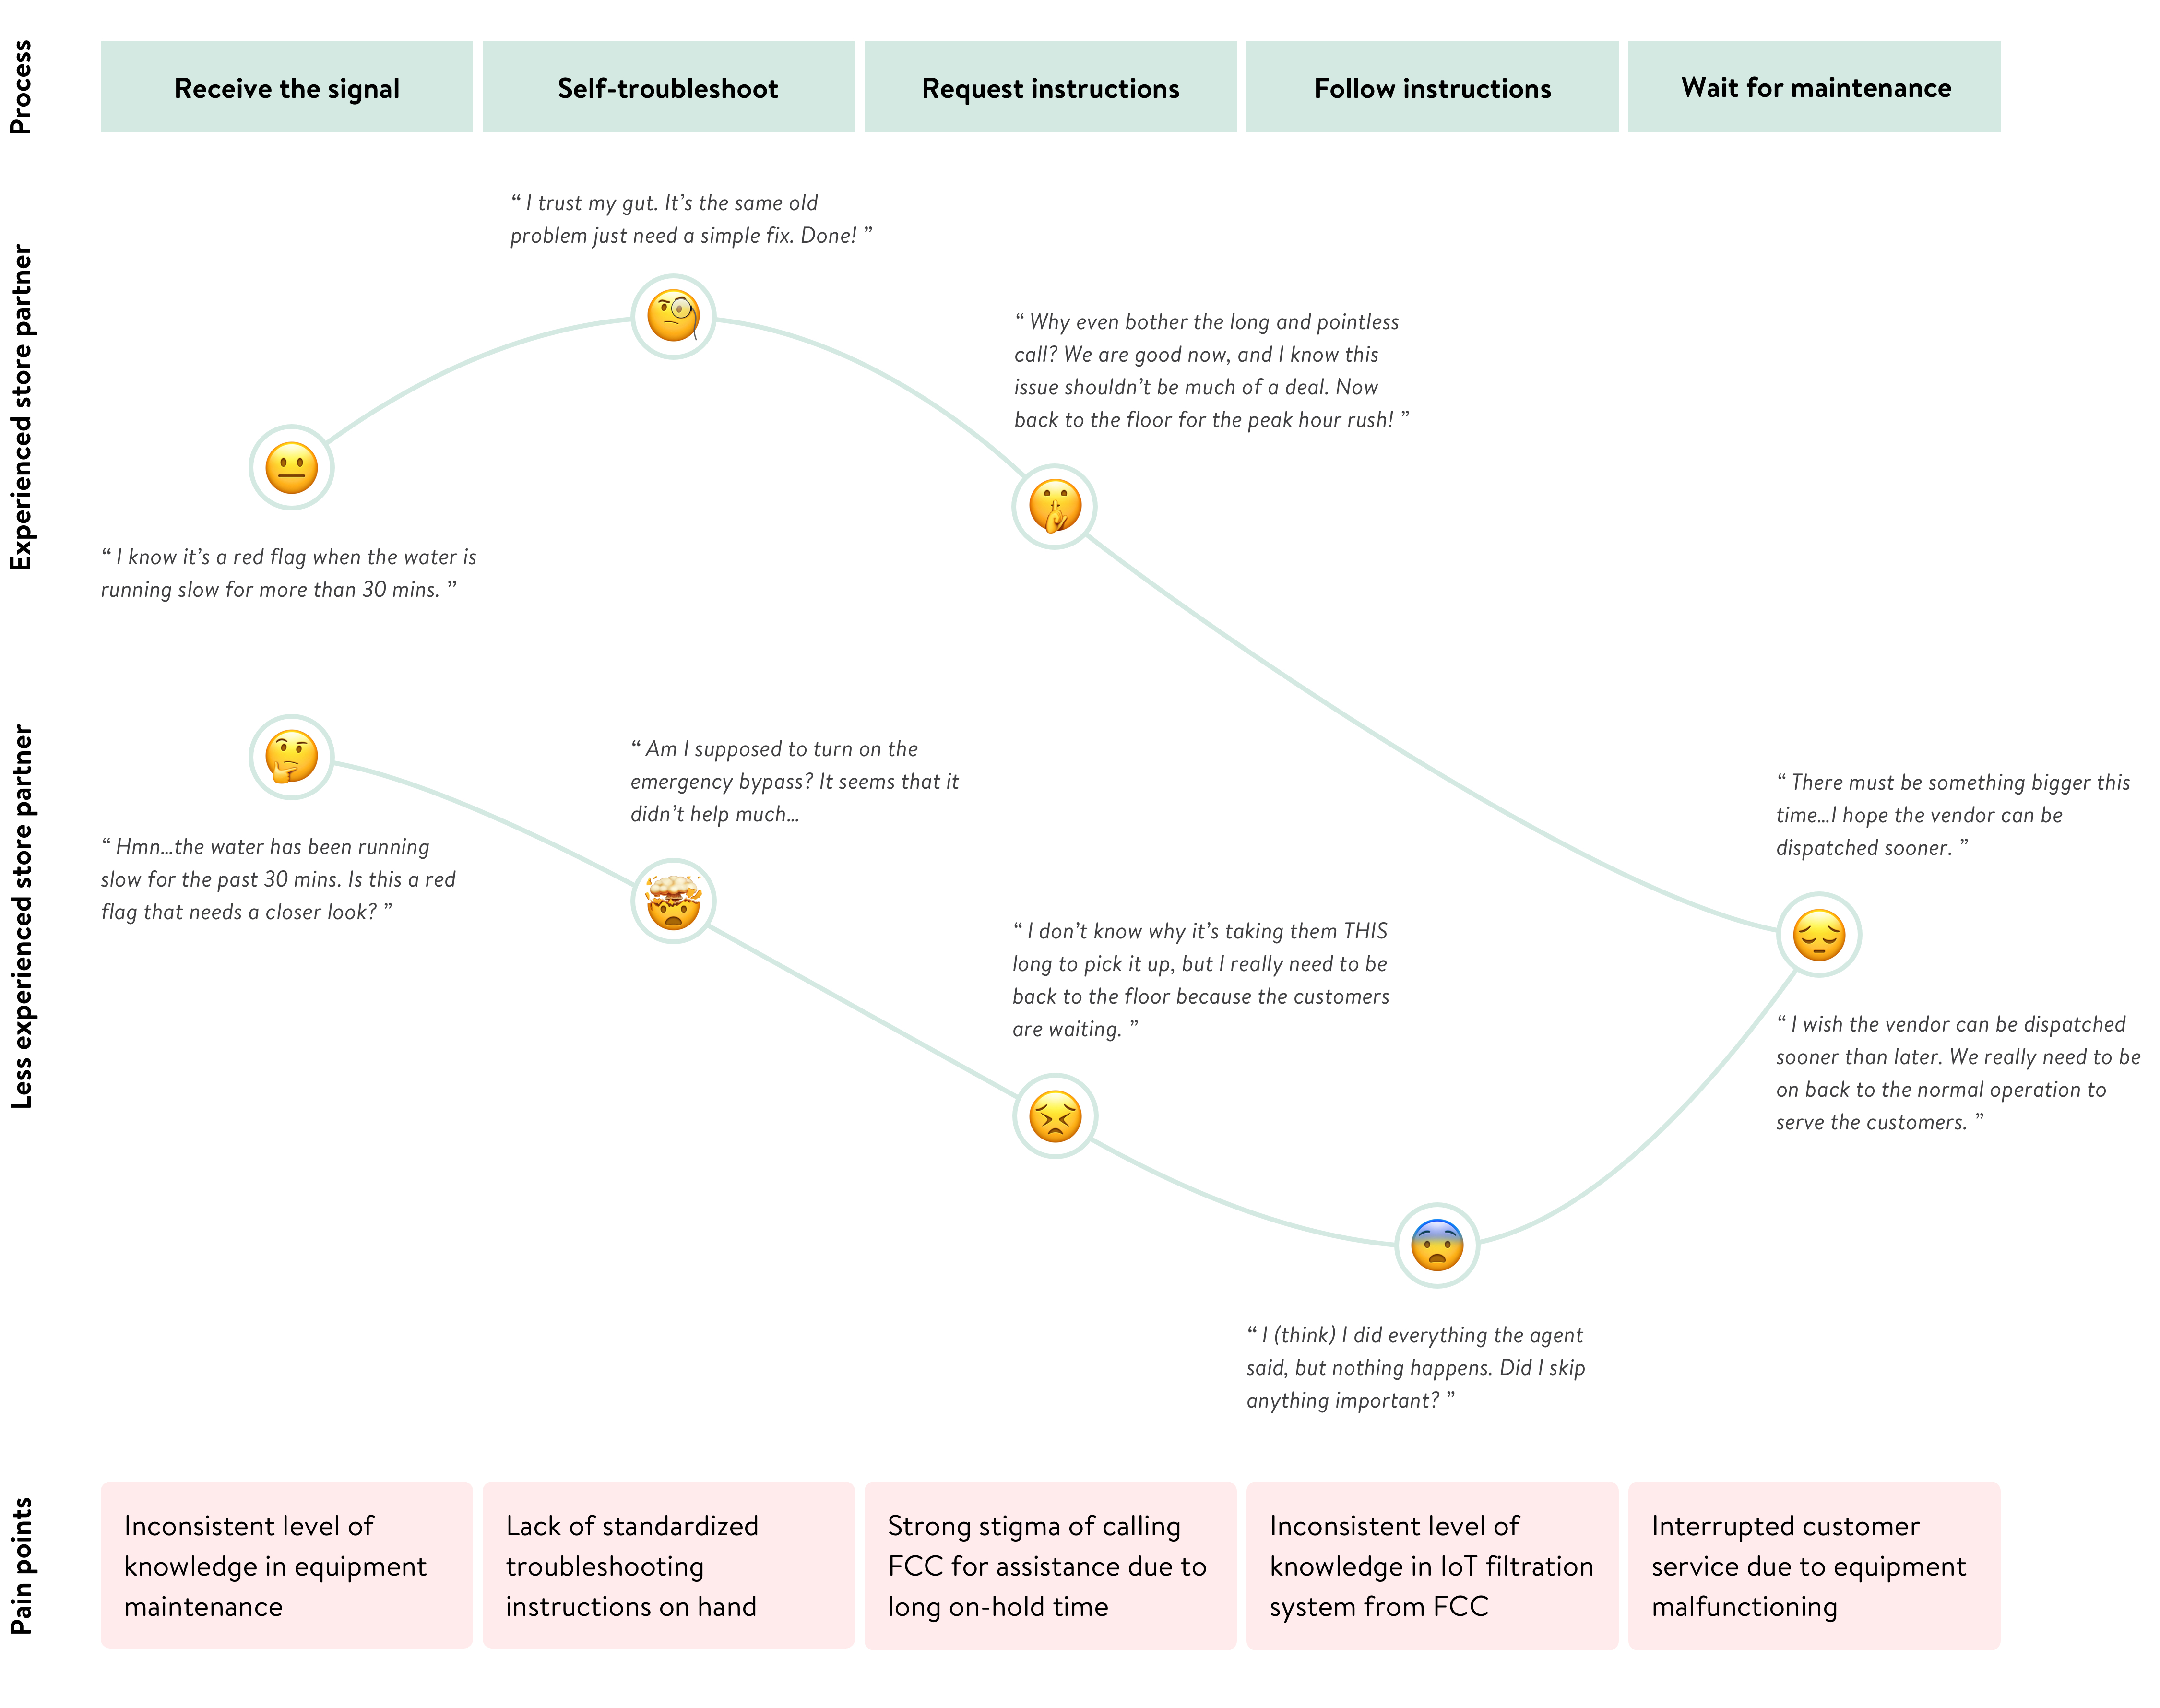 Process
Receive the signal
Self-troubleshoot
Request instructions
Follow instructions
Wait for maintenance
Experienced store partner
“ I know it’s a red flag when the water is
running slow for more than 30 mins. ”
“ I trust my gut. It’s the same old
problem just need a simple fix. Done! ”
“ Why even bother the long and pointless
call? We are good now, and I know this
issue shouldn’t be much of a deal. Now
back to the floor for the peak hour rush! ”
“ There must be something bigger this
time...I hope the vendor can be
dispatched sooner. ”
Less experienced store partner
“ Hmn...the water has been running
slow for the past 30 mins. Is this a red
flag that needs a closer look? ”
“ Am I supposed to turn on the
emergency bypass? It seems that it
didn’t help much...
“ I don’t know why it’s taking them THIS
long to pick it up, but I really need to be
back to the floor because the customers
are waiting. ”
“ I (think) I did everything the agent
said, but nothing happens. Did I skip
anything important? ”
“ I wish the vendor can be dispatched
sooner than later. We really need to be
on back to the normal operation to
serve the customers. ”
Pain points
Inconsistent level of
knowledge in equipment
maintenance
Lack of standardized
troubleshooting
instructions on hand
Strong stigma of calling
FCC for assistance due to
long on-hold time
Inconsistent level of
knowledge in IoT filtration
system from FCC
Interrupted customer
service due to equipment
malfunctioning